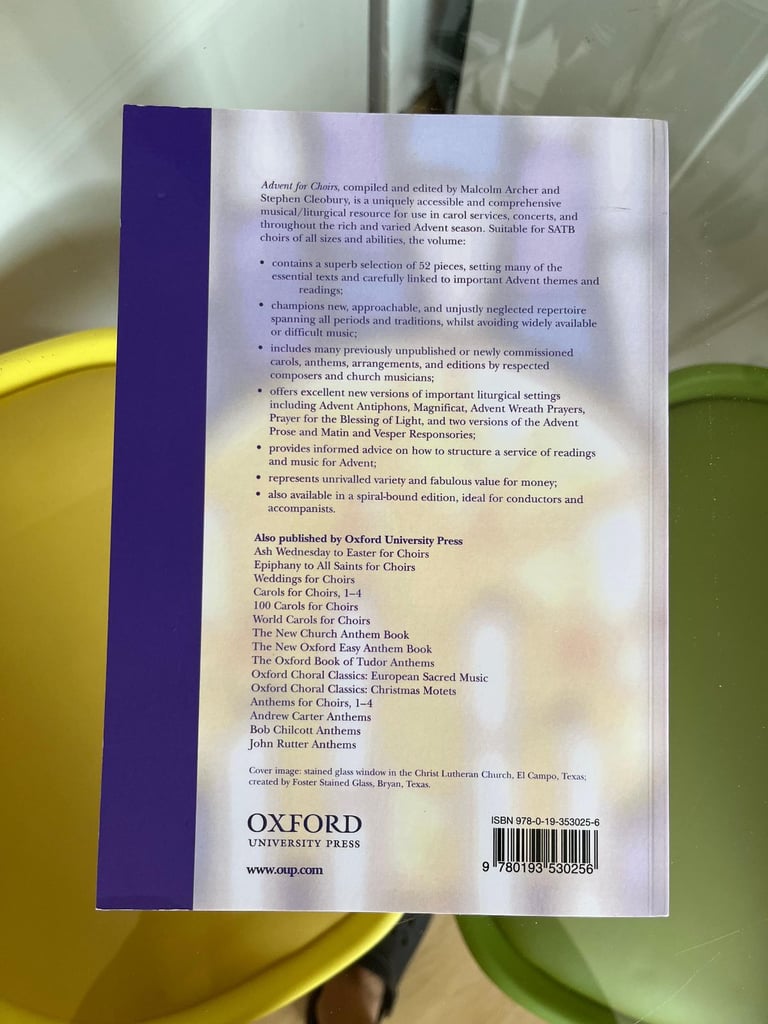 Advent for Choirs, compiled and edited by Malcolm Archer and
Stephen Cleobury, is a uniquely accessible and comprehensive
musical/liturgical resource for use in carol services, concerts, and
throughout the rich and varied Advent season. Suitable for SATB
choirs of all sizes and abilities, the volume:
• contains a superb selection of 52 pieces, setting many of the
essential texts and carefully linked to important Advent themes and
readings;
• champions new, approachable, and unjustly neglected repertoire
spanning all periods and traditions, whilst avoiding widely available
or difficult music;
• includes many previously unpublished or newly commissioned
carols, anthems, arrangements, and editions by respected
composers and church musicians;
• offers excellent new versions of important liturgical settings
including Advent Antiphons, Magnificat, Advent Wreath Prayers,
Prayer for the Blessing of Light, and two versions of the Advent
Prose and Matin and Vesper Responsories;
• provides informed advice on how to structure a service of readings
and music for Advent;
• represents unrivalled variety and fabulous value for money;
• also available in a spiral-bound edition, ideal for conductors and
accompanists.
Also published by Oxford University Press
Ash Wednesday to Easter for Choirs
Epiphany to All Saints for Choirs
Weddings for Choirs
Carols for Choirs, 1–4
100 Carols for Choirs
World Carols for Choirs
The New Church Anthem Book
The New Oxford Easy Anthem Book
The Oxford Book of Tudor Anthems
Oxford Choral Classics: European Sacred Music
Oxford Choral Classics: Christmas Motets
Anthems for Choirs, 1–4
Andrew Carter Anthems
Bob Chilcott Anthems
John Rutter Anthems
Cover image: stained glass window in the Christ Lutheran Church, El Campo, Texas;
created by Foster Stained Glass, Bryan, Texas.
OXFORD
UNIVERSITY PRESS
www.oup.com
ISBN 978-0-19-353025-6
9 780193 530256